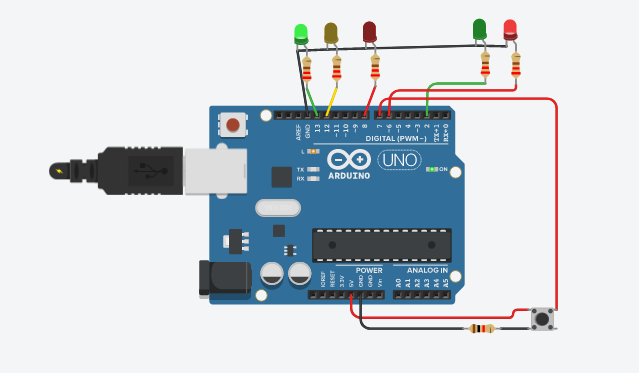 AREF
GND
13
12
~11
~10
~9
8
7
~6
~5
4
~3
2
TX→1
RX←0
DIGITAL (PWM~)
L
TX
RX
ARDUINO
UNO
ON
POWER
ANALOG IN
IOREF
RESET
3.3V
5V
GND
GND
Vin
A0
A1
A2
A3
A4
A5